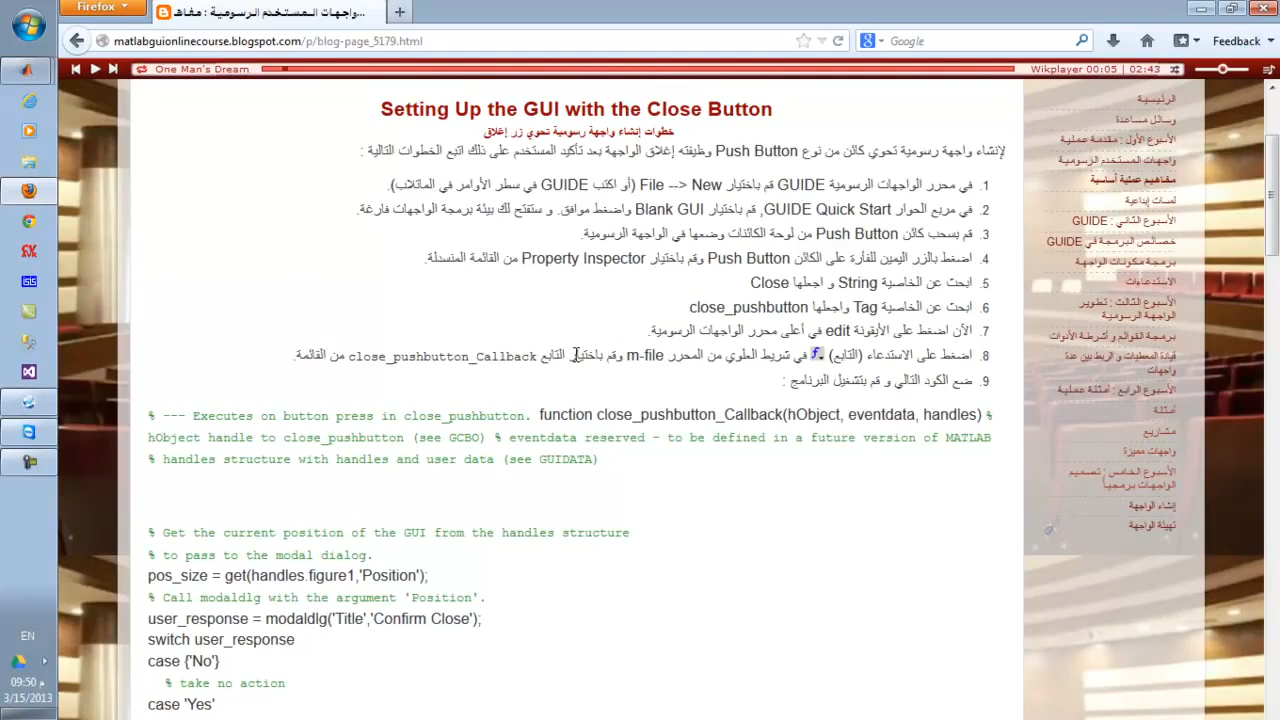 Firefox
واجهات المستخدم الرسومية : مفاهـ...
matlabguionlinecourse.blogspot.com/p/blog-page_5179.html
Google
Feedback
One Man's Dream
Wikplayer 00:05 | 02:43
Setting Up the GUI with the Close Button
خطوات إنشاء واجهة رسومية تحوي زر إغلاق
لإنشاء واجهة رسومية تحوي كائن من نوع Push Button وظيفته إغلاق الواجهة بعد تأكيد المستخدم على ذلك اتبع الخطوات التالية :
1. في محرر الواجهات الرسومية GUIDE قم باختيار File --> New (أو اكتب GUIDE في سطر الأوامر في الماتلاب).
2. في مربع الحوار GUIDE Quick Start, قم باختيار Blank GUI واضغط موافق. و ستفتح لك بيئة برمجة الواجهات فارغة.
3. قم بسحب كائن Push Button من لوحة الكائنات وضعها في الواجهة الرسومية.
4. اضغط بالزر اليمين للفأرة على الكائن Push Button وقم باختيار Property Inspector من القائمة المنسدلة.
5. ابحث عن الخاصية String و اجعلها Close
6. ابحث عن الخاصية Tag واجعلها close_pushbutton
7. الآن اضغط على الأيقونة edit في أعلى محرر الواجهات الرسومية.
8. اضغط على الاستدعاء (التابع) في شريط العلوي من المحرر m-file وقم باختيار التابع close_pushbutton_Callback من القائمة.
9. ضع الكود التالي و قم بتشغيل البرنامج :
% --- Executes on button press in close_pushbutton. function close_pushbutton_Callback(hObject, eventdata, handles) %
hObject handle to close_pushbutton (see GCBO) % eventdata reserved - to be defined in a future version of MATLAB
% handles structure with handles and user data (see GUIDATA)
% Get the current position of the GUI from the handles structure
% to pass to the modal dialog.
pos_size = get(handles.figure1,'Position');
% Call modaldlg with the argument 'Position'.
user_response = modaldlg('Title','Confirm Close');
switch user_response
case {'No'}
% take no action
case 'Yes'
الرئيسية
وسائل مساعدة
الأسبوع الأول : مقدمة عملية
واجهات المستخدم الرسومية
مفاهيم عملية أساسية
لمسات إبداعية
الأسبوع الثاني : GUIDE
خصائص البرمجة في GUIDE
برمجة مكونات الواجهة
الاستدعاءات
الأسبوع الثالث : تطوير
الواجهة الرسومية
برمجة القوائم و أشرطة الأدوات
قيادة المعطيات و الربط بين عدة
واجهات
الأسبوع الرابع : أمثلة عملية
أمثلة
مشاريع
واجهات مميزة
الأسبوع الخامس : تصميم
الواجهات برمجياً
إنشاء الواجهة
تهيئة الواجهة
EN
09:50 م
3/15/2013